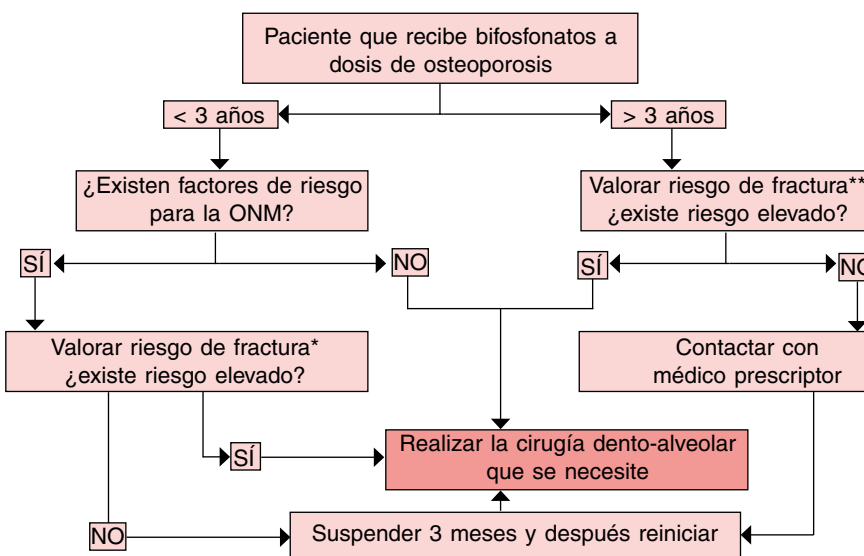 Paciente que recibe bifosfonatos a
dosis de osteoporosis
< 3 años
> 3 años
¿Existen factores de riesgo
para la ONM?
Valorar riesgo de fractura**
¿existe riesgo elevado?
SÍ
NO
SÍ
NO
Valorar riesgo de fractura*
¿existe riesgo elevado?
Contactar con
médico prescriptor
Realizar la cirugía dento-alveolar
que se necesite
SÍ
NO
Suspender 3 meses y después reiniciar